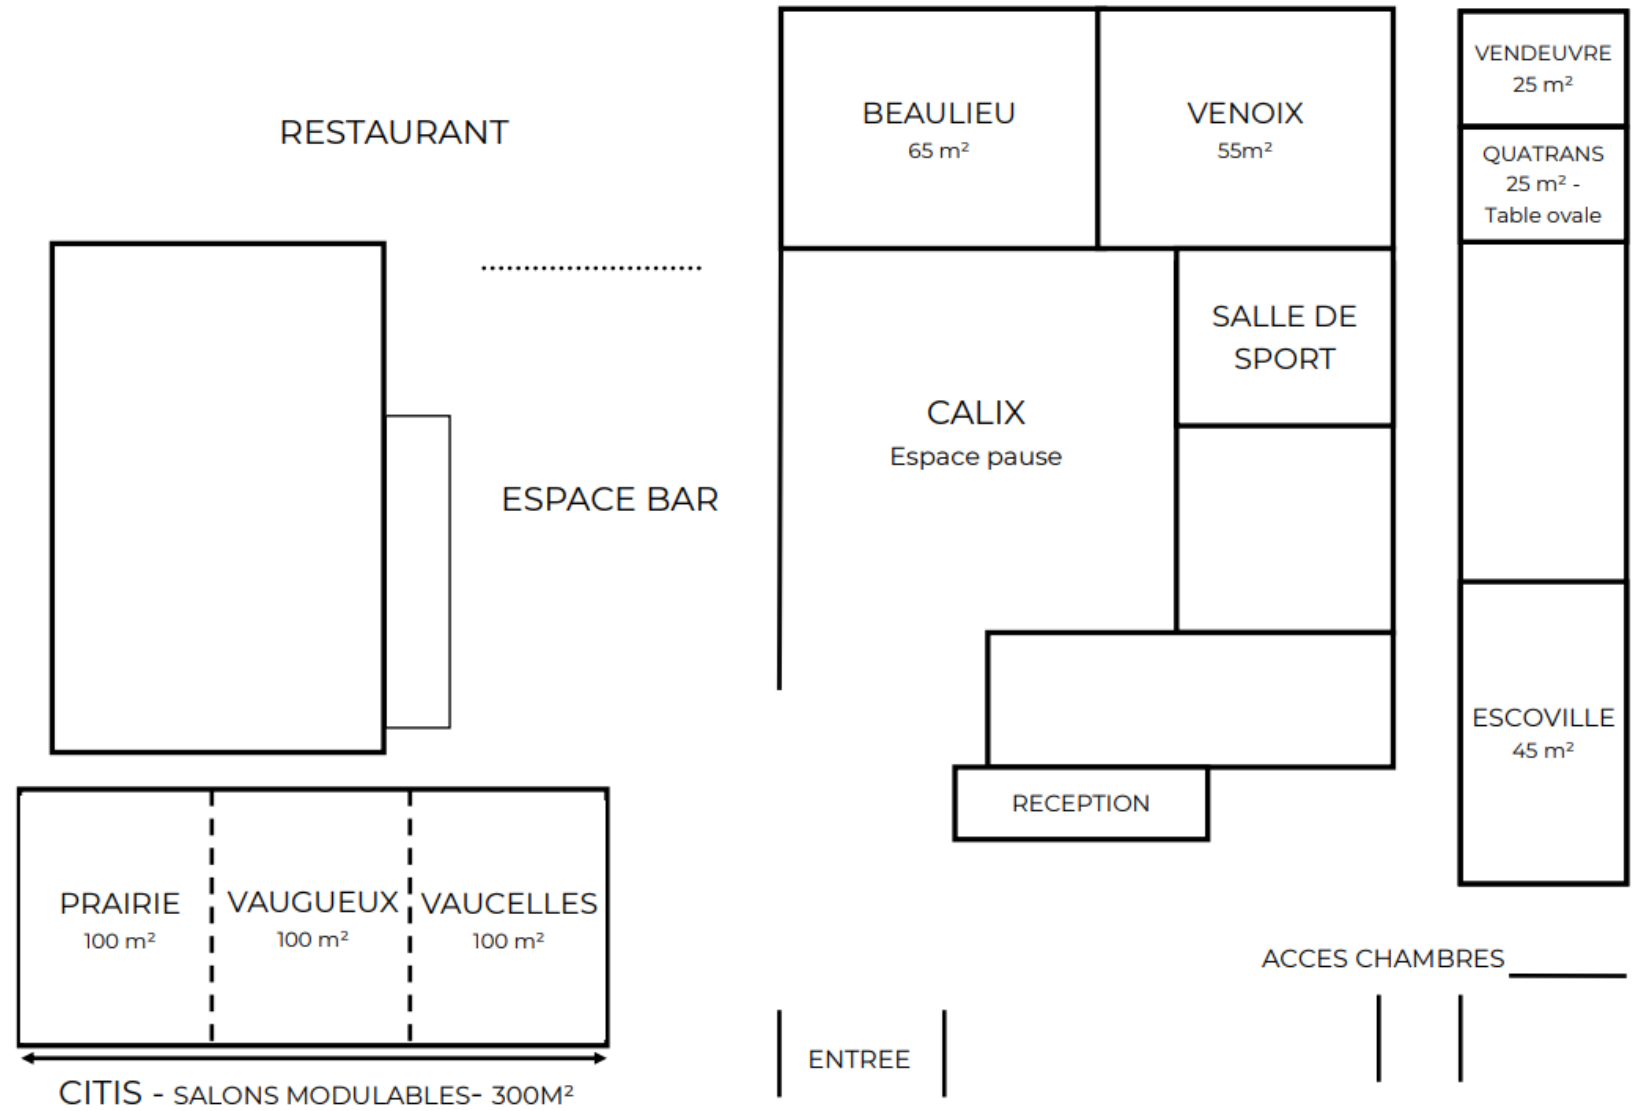 RESTAURANT
BEAULIEU
65 m²
VENOIX
55m²
VENDEUVRE
25 m²
QUATRANS
25 m² -
Table ovale
SALLE DE
SPORT
CALIX
Espace pause
ESPACE BAR
ESCOVILLE
45 m²
RECEPTION
PRAIRIE
100 m²
VAUGUEUX
100 m²
VAUCELLES
100 m²
ACCES CHAMBRES
ENTREE
CITIS - SALONS MODULABLES- 300M²